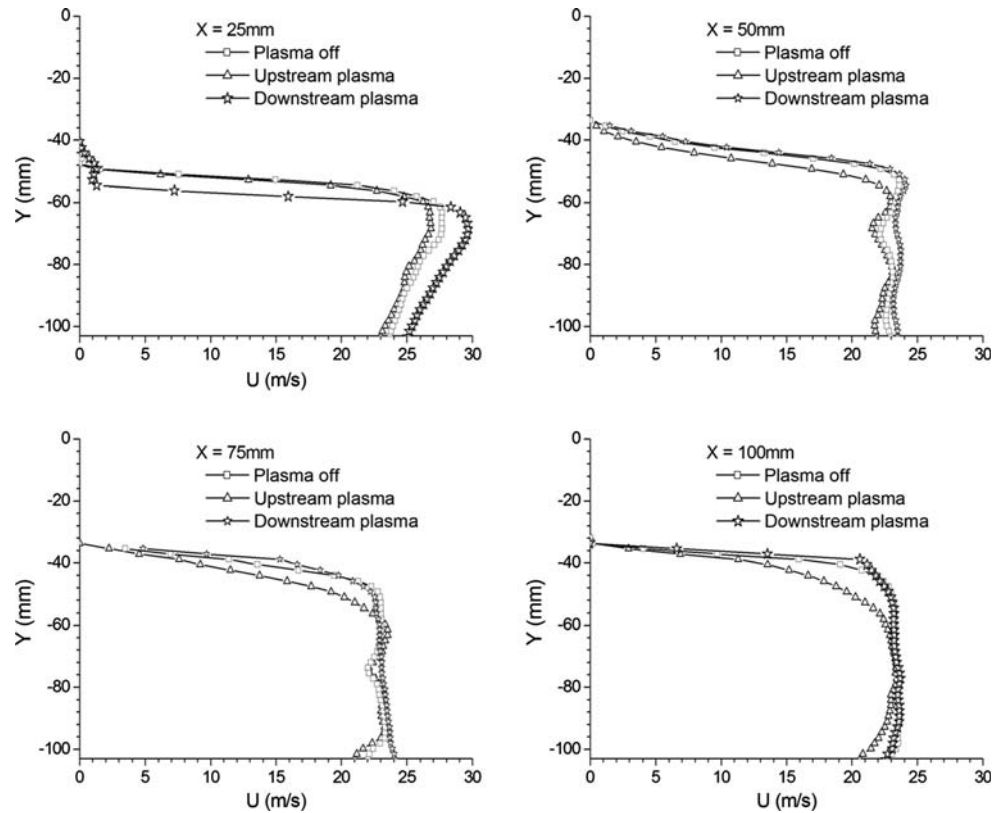 X = 25mm
Plasma off
Upstream plasma
Downstream plasma
0
-20
-40
-60
-80
-100
Y (mm)
0 5 10 15 20 25 30
U (m/s)
X = 50mm
Plasma off
Upstream plasma
Downstream plasma
0
-20
-40
-60
-80
-100
Y (mm)
0 5 10 15 20 25 30
U (m/s)
X = 75mm
Plasma off
Upstream plasma
Downstream plasma
0
-20
-40
-60
-80
-100
Y (mm)
0 5 10 15 20 25 30
U (m/s)
X = 100mm
Plasma off
Upstream plasma
Downstream plasma
0
-20
-40
-60
-80
-100
Y (mm)
0 5 10 15 20 25 30
U (m/s)